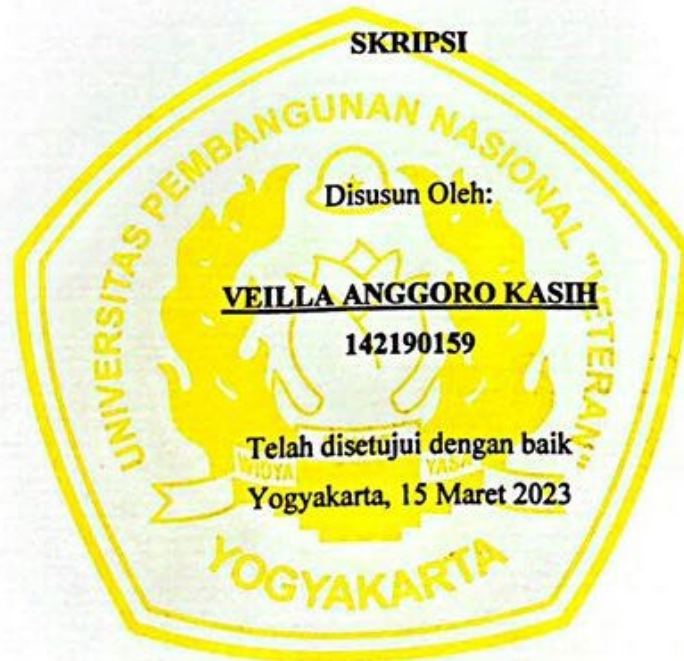 SKRIPSI
UNIVERSITAS PEMBANGUNAN NASIONAL "VETERAN"
Disusun Oleh:
VEILLA ANGGORO KASIH
142190159
Telah disetujui dengan baik
WIDYA YASA
Yogyakarta, 15 Maret 2023
YOGYAKARTA